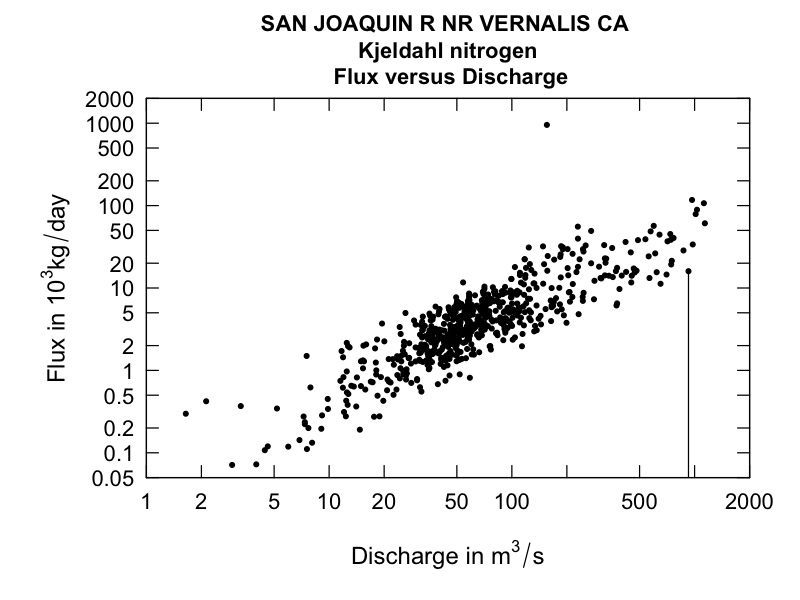 SAN JOAQUIN R NR VERNALIS CA
Kjeldahl nitrogen
Flux versus Discharge
Flux in 10³kg/day
2000
1000
500
200
100
50
20
10
5
2
1
0.5
0.2
0.1
0.05
1 2 5 10 20 50 100 500 2000
Discharge in m³/s